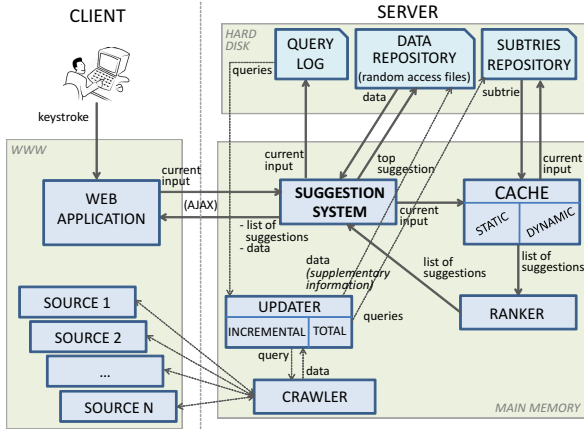 CLIENT
SERVER
HARD
DISK
QUERY
LOG
DATA
REPOSITORY
(random access files)
SUBTRIES
REPOSITORY
queries
data
subtrie
keystroke
WWW
current
input
top
suggestion
current
input
current
input
WEB
APPLICATION
(AJAX)
SUGGESTION
SYSTEM
current
input
CACHE
STATIC
DYNAMIC
- list of
suggestions
- data
data
(supplementary
information)
list of
suggestions
list of
suggestions
SOURCE 1
SOURCE 2
...
SOURCE N
UPDATER
INCREMENTAL
TOTAL
queries
RANKER
query
data
CRAWLER
MAIN MEMORY